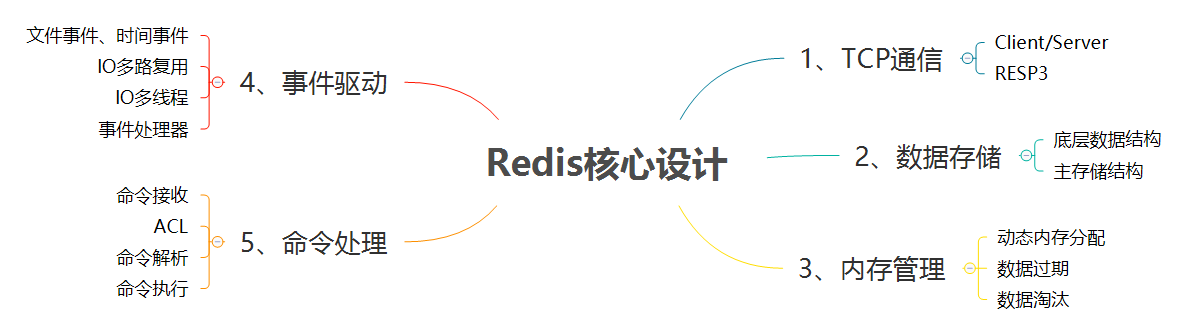 Redis核心设计
1、TCP通信
Client/Server
RESP3
2、数据存储
底层数据结构
主存储结构
3、内存管理
动态内存分配
数据过期
数据淘汰
4、事件驱动
文件事件、时间事件
IO多路复用
IO多线程
事件处理器
5、命令处理
命令接收
ACL
命令解析
命令执行